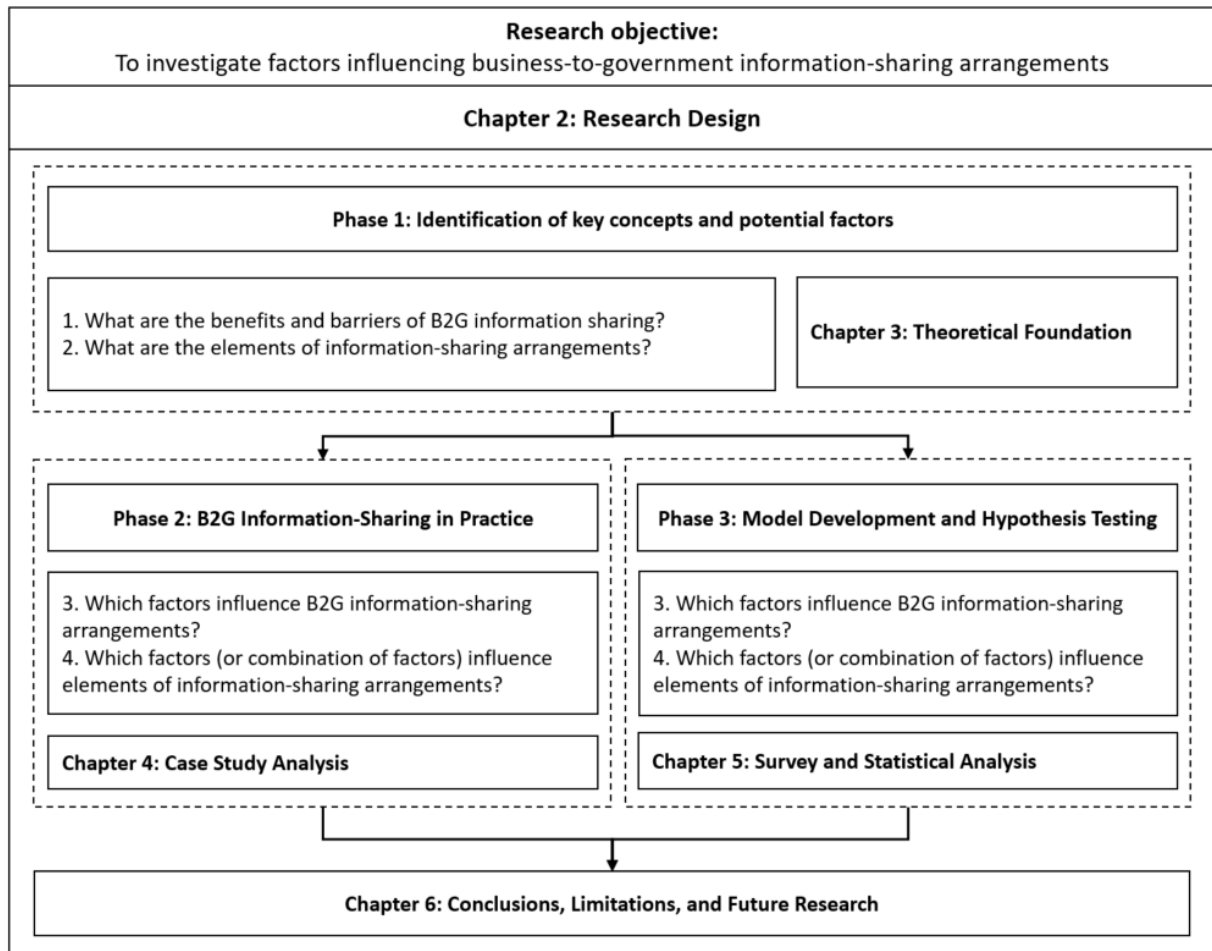 Research objective:
To investigate factors influencing business-to-government information-sharing arrangements
Chapter 2: Research Design
Phase 1: Identification of key concepts and potential factors
1. What are the benefits and barriers of B2G information sharing?
2. What are the elements of information-sharing arrangements?
Chapter 3: Theoretical Foundation
Phase 2: B2G Information-Sharing in Practice
3. Which factors influence B2G information-sharing
arrangements?
4. Which factors (or combination of factors) influence
elements of information-sharing arrangements?
Chapter 4: Case Study Analysis
Phase 3: Model Development and Hypothesis Testing
3. Which factors influence B2G information-sharing
arrangements?
4. Which factors (or combination of factors) influence
elements of information-sharing arrangements?
Chapter 5: Survey and Statistical Analysis
Chapter 6: Conclusions, Limitations, and Future Research